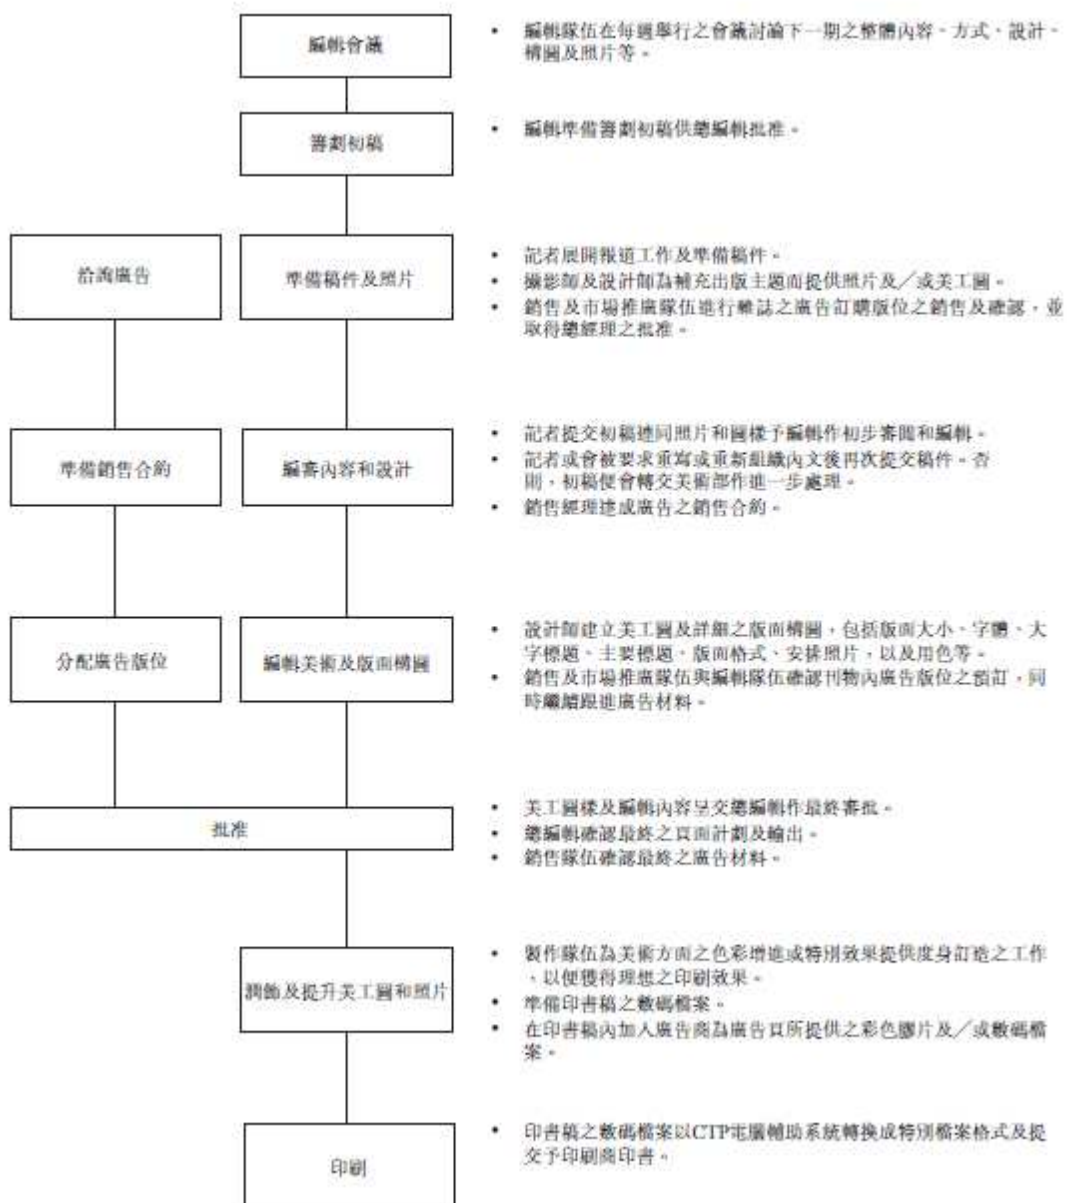 編輯會議
• 編輯隊伍在每週舉行之會議討論下一期之整體內容、方式、設計、
構圖及照片等。
籌劃初稿
• 編輯準備籌劃初稿供總編輯批准。
洽詢廣告
準備稿件及照片
• 記者展開報道工作及準備稿件。
• 攝影師及設計師為補充出版主題而提供照片及／或美工圖。
• 銷售及市場推廣隊伍進行雜誌之廣告訂購版位之銷售及確認，並
取得總經理之批准。
準備銷售合約
編審內容和設計
• 記者提交初稿連同照片和圖樣予編輯作初步審閱和編輯。
• 記者或會被要求重寫或重新組織內文後再次提交稿件。否
則，初稿便會轉交美術部作進一步處理。
• 銷售經理達成廣告之銷售合約。
分配廣告版位
編輯美術及版面構圖
• 設計師建立美工圖及詳細之版面構圖，包括版面大小、字體、大
字標題、主要標題、版面格式、安排照片，以及用色等。
• 銷售及市場推廣隊伍與編輯隊伍確認刊物內廣告版位之預訂，同
時繼續跟進廣告材料。
批准
• 美工圖樣及編輯內容呈交總編輯作最終審批。
• 總編輯確認最終之頁面計劃及輸出。
• 銷售隊伍確認最終之廣告材料。
潤飾及提升美工圖和照片
• 製作隊伍為美術方面之色彩增進或特別效果提供度身訂造之工作
，以便獲得理想之印刷效果。
• 準備印書稿之數碼檔案。
• 在印書稿內加入廣告商為廣告頁所提供之彩色膠片及／或數碼檔
案。
印刷
• 印書稿之數碼檔案以CTP電腦輔助系統轉換成特別檔案格式及提
交予印刷商印書。